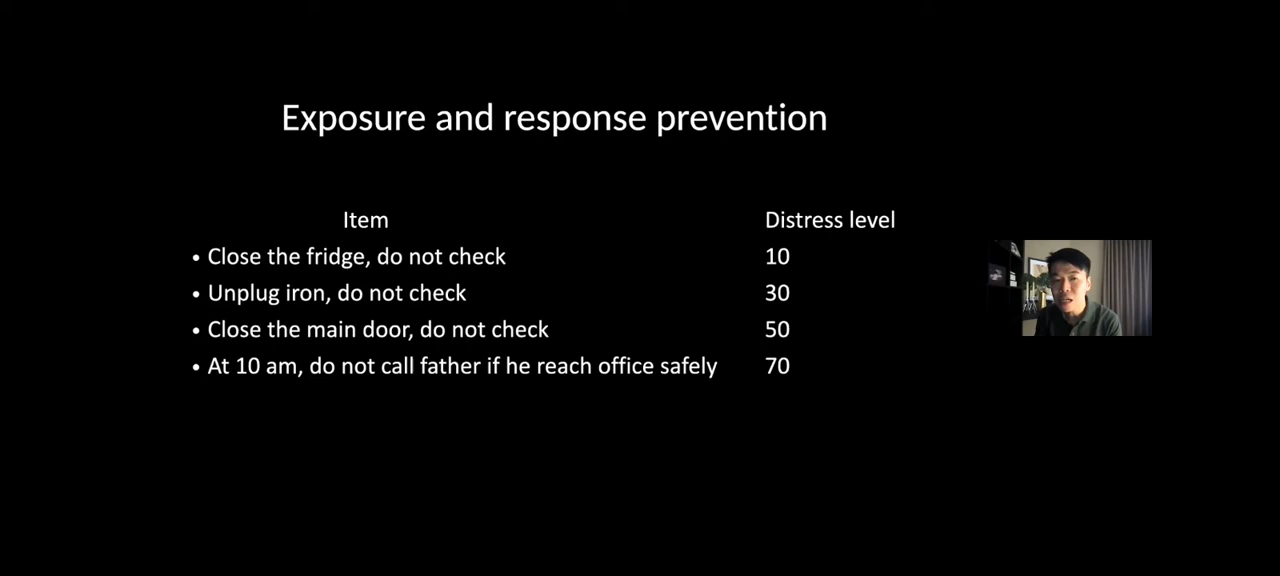 Exposure and response prevention
Item Distress level
• Close the fridge, do not check 10
• Unplug iron, do not check 30
• Close the main door, do not check 50
• At 10 am, do not call father if he reach office safely 70